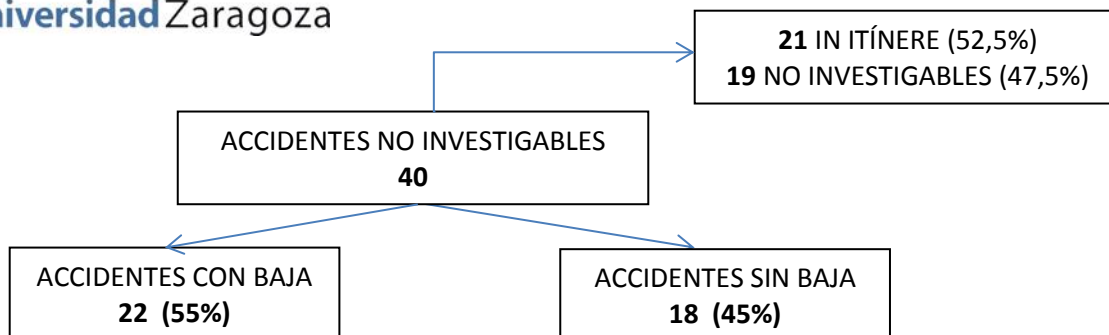 Universidad Zaragoza
21 IN ITÍNERE (52,5%)
19 NO INVESTIGABLES (47,5%)
ACCIDENTES NO INVESTIGABLES
40
ACCIDENTES CON BAJA
22 (55%)
ACCIDENTES SIN BAJA
18 (45%)